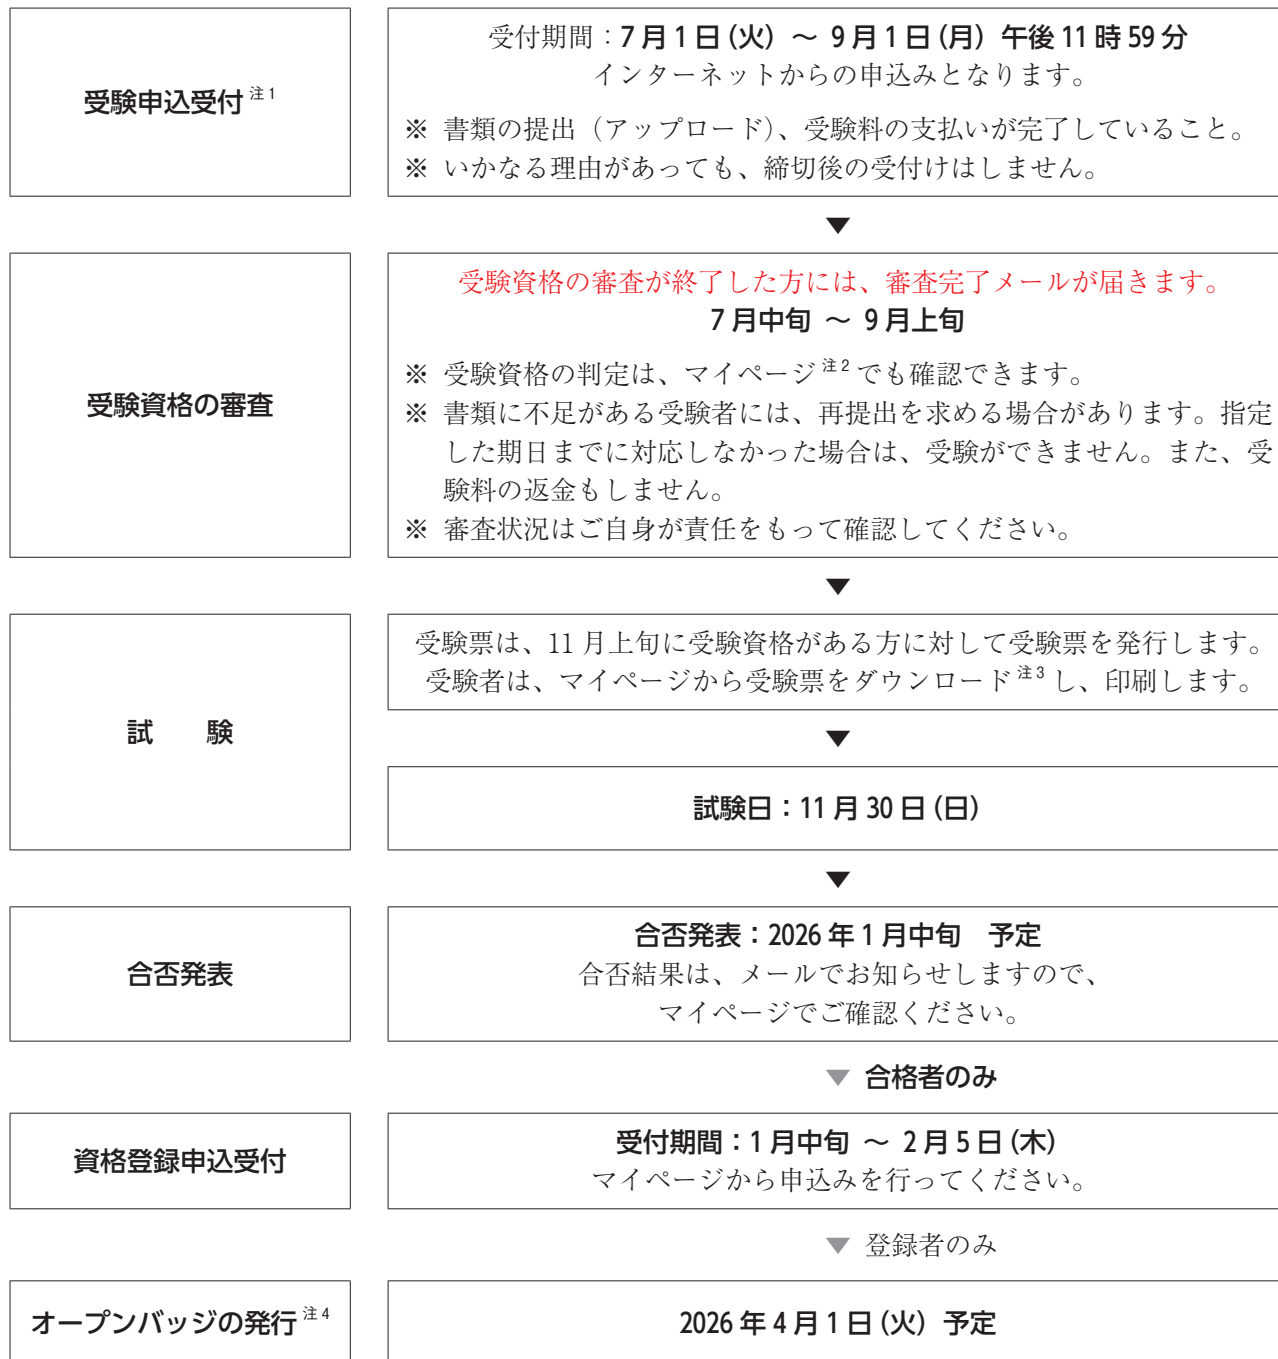 受験申込受付 注1
受付期間：7月1日(火) ～ 9月1日(月) 午後11時59分
インターネットからの申込みとなります。
※ 書類の提出（アップロード）、受験料の支払いが完了していること。
※ いかなる理由があっても、締切後の受付けはしません。
▼
受験資格の審査
受験資格の審査が終了した方には、審査完了メールが届きます。
7月中旬 ～ 9月上旬
※ 受験資格の判定は、マイページ 注2 でも確認できます。
※ 書類に不足がある受験者には、再提出を求める場合があります。指定
した期日までに対応しなかった場合は、受験ができません。また、受
験料の返金もしません。
※ 審査状況はご自身が責任をもって確認してください。
▼
試　験
受験票は、11月上旬に受験資格がある方に対して受験票を発行します。
受験者は、マイページから受験票をダウンロード 注3 し、印刷します。
▼
試験日：11月30日(日)
▼
合否発表
合否発表：2026年1月中旬　予定
合否結果は、メールでお知らせしますので、
マイページでご確認ください。
▼ 合格者のみ
資格登録申込受付
受付期間：1月中旬 ～ 2月5日(木)
マイページから申込みを行ってください。
▼ 登録者のみ
オープンバッジの発行 注4
2026年4月1日(火) 予定